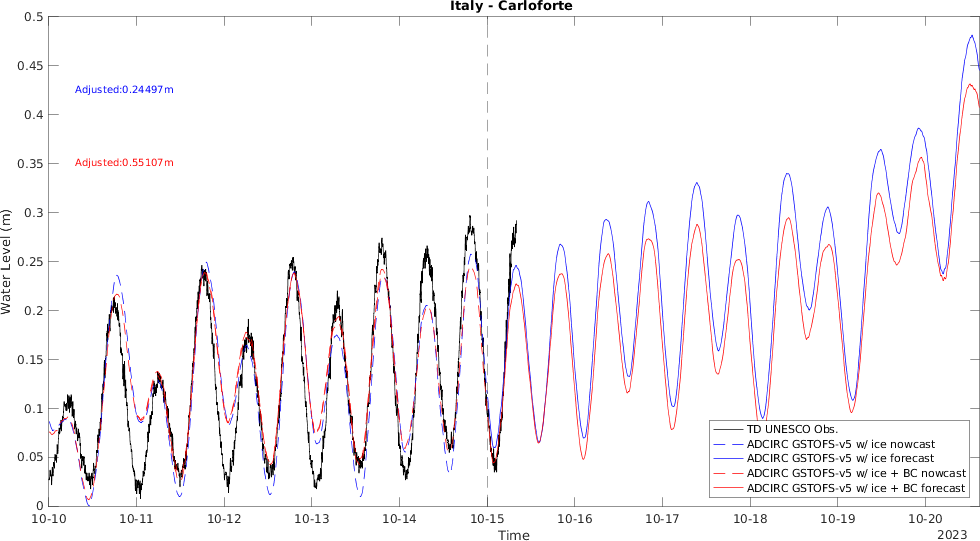 Italy - Carloforte
0.5
0.45
0.4
0.35
0.3
0.25
0.2
0.15
0.1
0.05
0
Water Level (m)
Adjusted:0.24497m
Adjusted:0.55107m
TD UNESCO Obs.
ADCIRC GSTOFS-v5 w/ ice nowcast
ADCIRC GSTOFS-v5 w/ ice forecast
ADCIRC GSTOFS-v5 w/ ice + BC nowcast
ADCIRC GSTOFS-v5 w/ ice + BC forecast
10-10 10-11 10-12 10-13 10-14 10-15 10-16 10-17 10-18 10-19 10-20
Time
2023